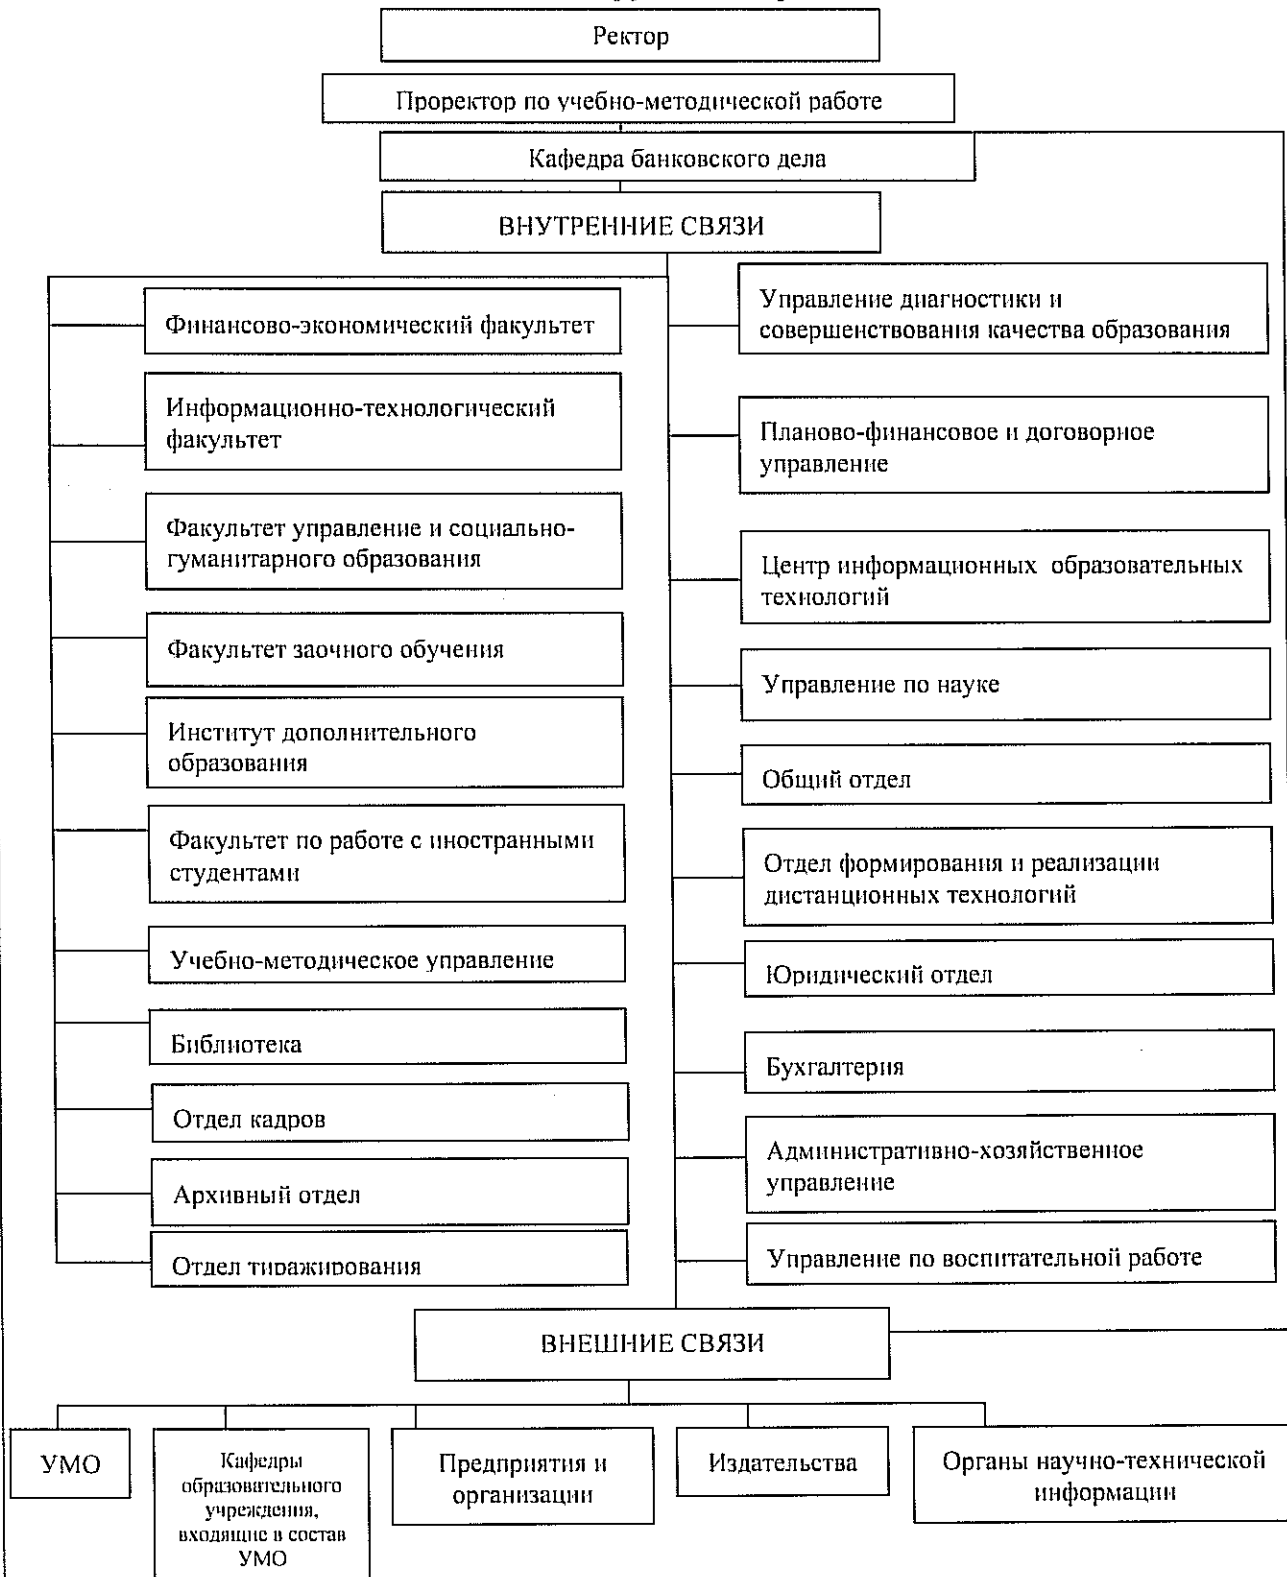 Ректор
Проректор по учебно-методической работе
Кафедра банковского дела
ВНУТРЕННИЕ СВЯЗИ
Финансово-экономический факультет
Информационно-технологический
факультет
Факультет управление и социально-
гуманитарного образования
Факультет заочного обучения
Институт дополнительного
образования
Факультет по работе с иностранными
студентами
Учебно-методическое управление
Библиотека
Отдел кадров
Архивный отдел
Отдел тиражирования
Управление диагностики и
совершенствования качества образования
Планово-финансовое и договорное
управление
Центр информационных образовательных
технологий
Управление по науке
Общий отдел
Отдел формирования и реализации
дистанционных технологий
Юридический отдел
Бухгалтерия
Административно-хозяйственное
управление
Управление по воспитательной работе
ВНЕШНИЕ СВЯЗИ
УМО
Кафедры
образовательного
учреждения,
входящие в состав
УМО
Предприятия и
организации
Издательства
Органы научно-технической
информации